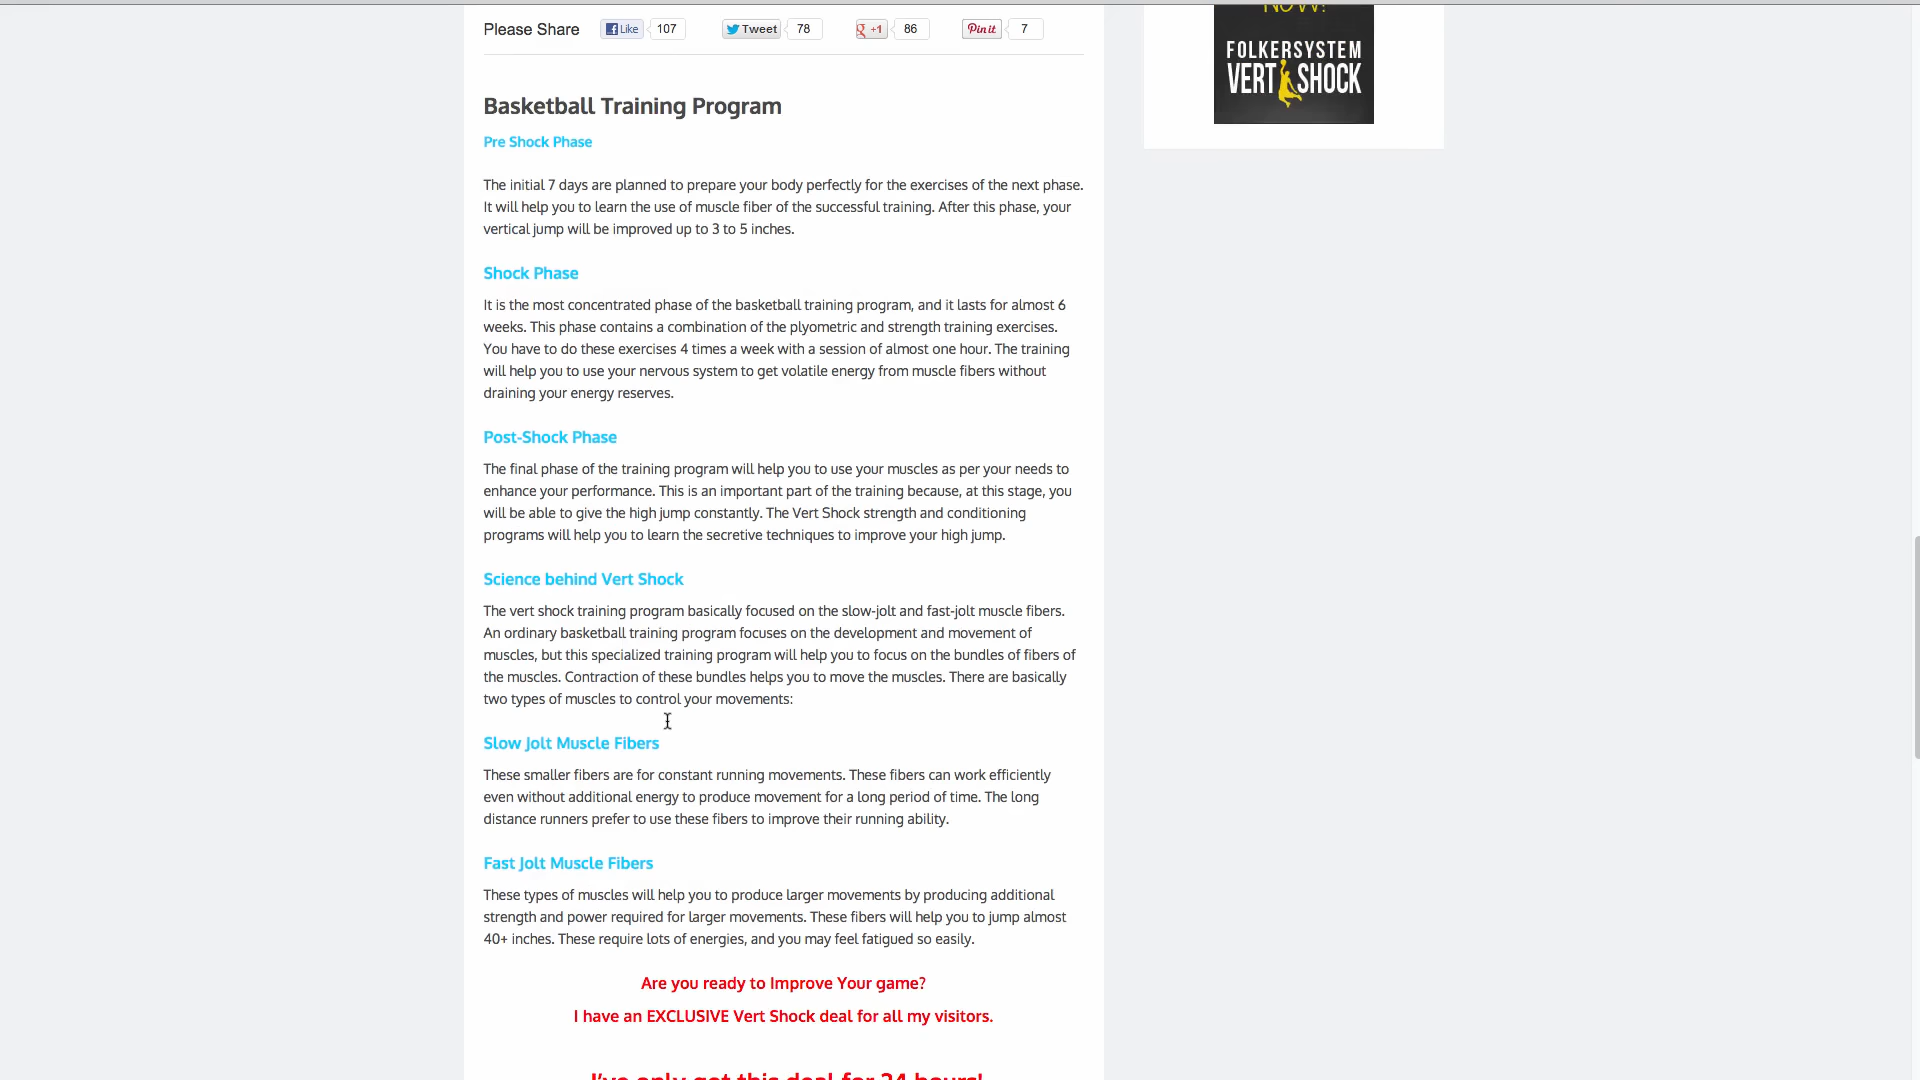 NOW!
Please Share Like 107 Tweet 78 +1 86 Pin it 7
FOLKERSYSTEM
VERT SHOCK
Basketball Training Program
Pre Shock Phase
The initial 7 days are planned to prepare your body perfectly for the exercises of the next phase.
It will help you to learn the use of muscle fiber of the successful training. After this phase, your
vertical jump will be improved up to 3 to 5 inches.
Shock Phase
It is the most concentrated phase of the basketball training program, and it lasts for almost 6
weeks. This phase contains a combination of the plyometric and strength training exercises.
You have to do these exercises 4 times a week with a session of almost one hour. The training
will help you to use your nervous system to get volatile energy from muscle fibers without
draining your energy reserves.
Post-Shock Phase
The final phase of the training program will help you to use your muscles as per your needs to
enhance your performance. This is an important part of the training because, at this stage, you
will be able to give the high jump constantly. The Vert Shock strength and conditioning
programs will help you to learn the secretive techniques to improve your high jump.
Science behind Vert Shock
The vert shock training program basically focused on the slow-jolt and fast-jolt muscle fibers.
An ordinary basketball training program focuses on the development and movement of
muscles, but this specialized training program will help you to focus on the bundles of fibers of
the muscles. Contraction of these bundles helps you to move the muscles. There are basically
two types of muscles to control your movements:
Slow Jolt Muscle Fibers
These smaller fibers are for constant running movements. These fibers can work efficiently
even without additional energy to produce movement for a long period of time. The long
distance runners prefer to use these fibers to improve their running ability.
Fast Jolt Muscle Fibers
These types of muscles will help you to produce larger movements by producing additional
strength and power required for larger movements. These fibers will help you to jump almost
40+ inches. These require lots of energies, and you may feel fatigued so easily.
Are you ready to Improve Your game?
I have an EXCLUSIVE Vert Shock deal for all my visitors.
I've only got this deal for 24 hours!